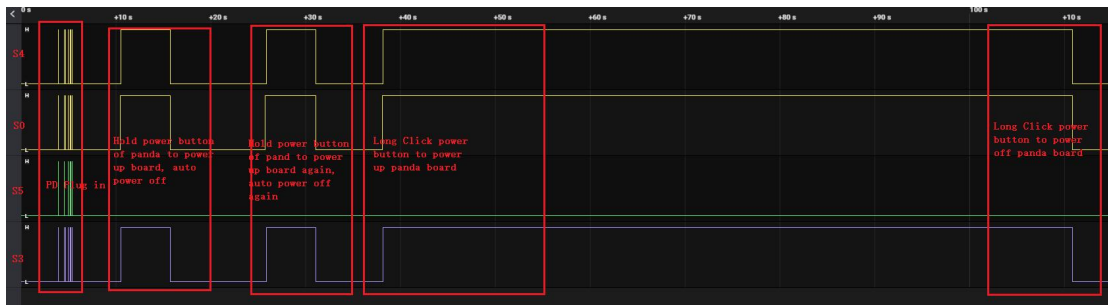 0 s
100 s
+10 s +20 s +30 s +40 s +50 s +60 s +70 s +80 s +90 s +10 s
H
S4
L
H
S0
L
H
S5
L
H
S3
L
PD Plug in
Hold power button
of panda to power
up board, auto
power off
Hold power button
of pand to power
up board again,
auto power off
again
Long Click power
button to power
up panda board
Long Click power
button to power
off panda board